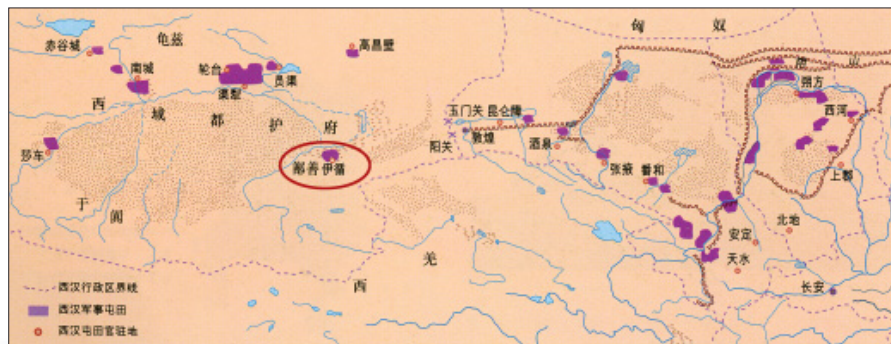 匈奴
赤谷城
龟兹
高昌壁
南城
轮台
员渠
渠犁
阴山
朔方
西河
西域都护府
玉门关
昆仑障
阳关
敦煌
酒泉
莎车
鄯善
伊循
张掖
番和
上郡
于阗
北地
安定
西羌
天水
长安
西汉行政区界线
西汉军事屯田
西汉屯田官驻地